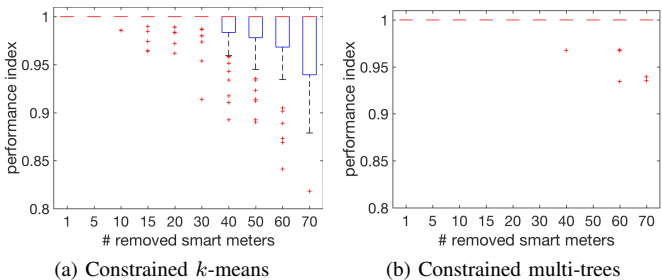 performance index
1
0.95
0.9
0.85
0.8
1 5 10 15 20 30 40 50 60 70
# removed smart meters
(a) Constrained k-means
performance index
1
0.95
0.9
0.85
0.8
1 5 10 15 20 30 40 50 60 70
# removed smart meters
(b) Constrained multi-trees